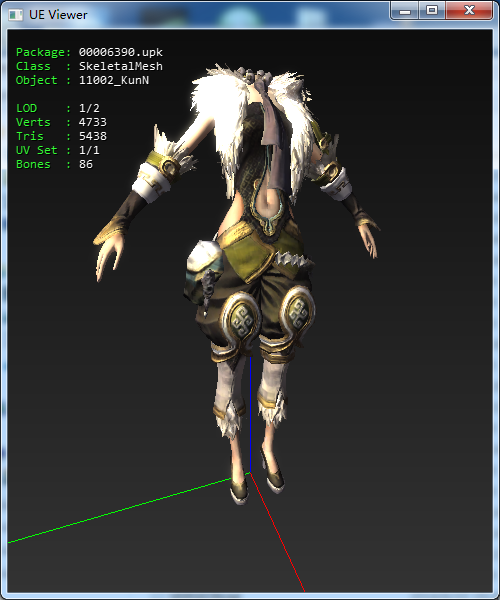 UE Viewer
Package: 00006390.upk
Class : SkeletalMesh
Object : 11002_KunN
LOD : 1/2
Verts : 4733
Tris : 5438
UV Set : 1/1
Bones : 86